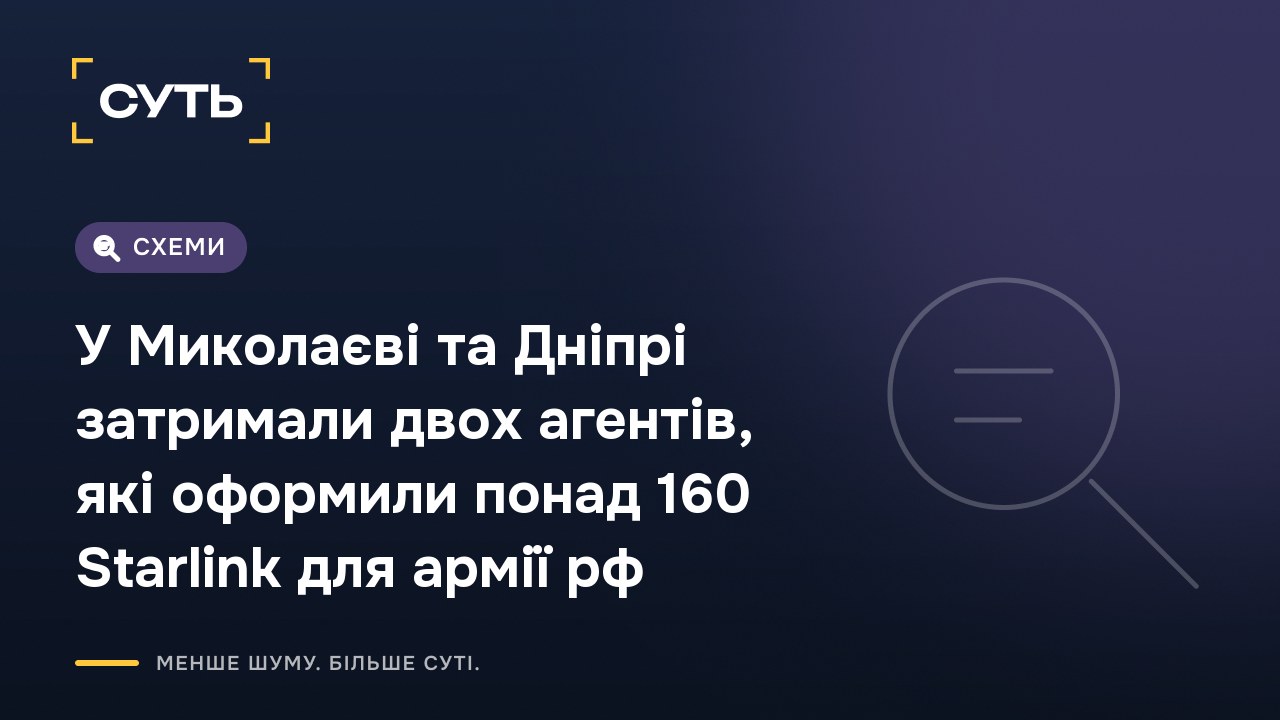 СУТЬ
СХЕМИ
У Миколаєві та Дніпрі
затримали двох агентів,
які оформили понад 160
Starlink для армії рф
МЕНШЕ ШУМУ. БІЛЬШЕ СУТІ.